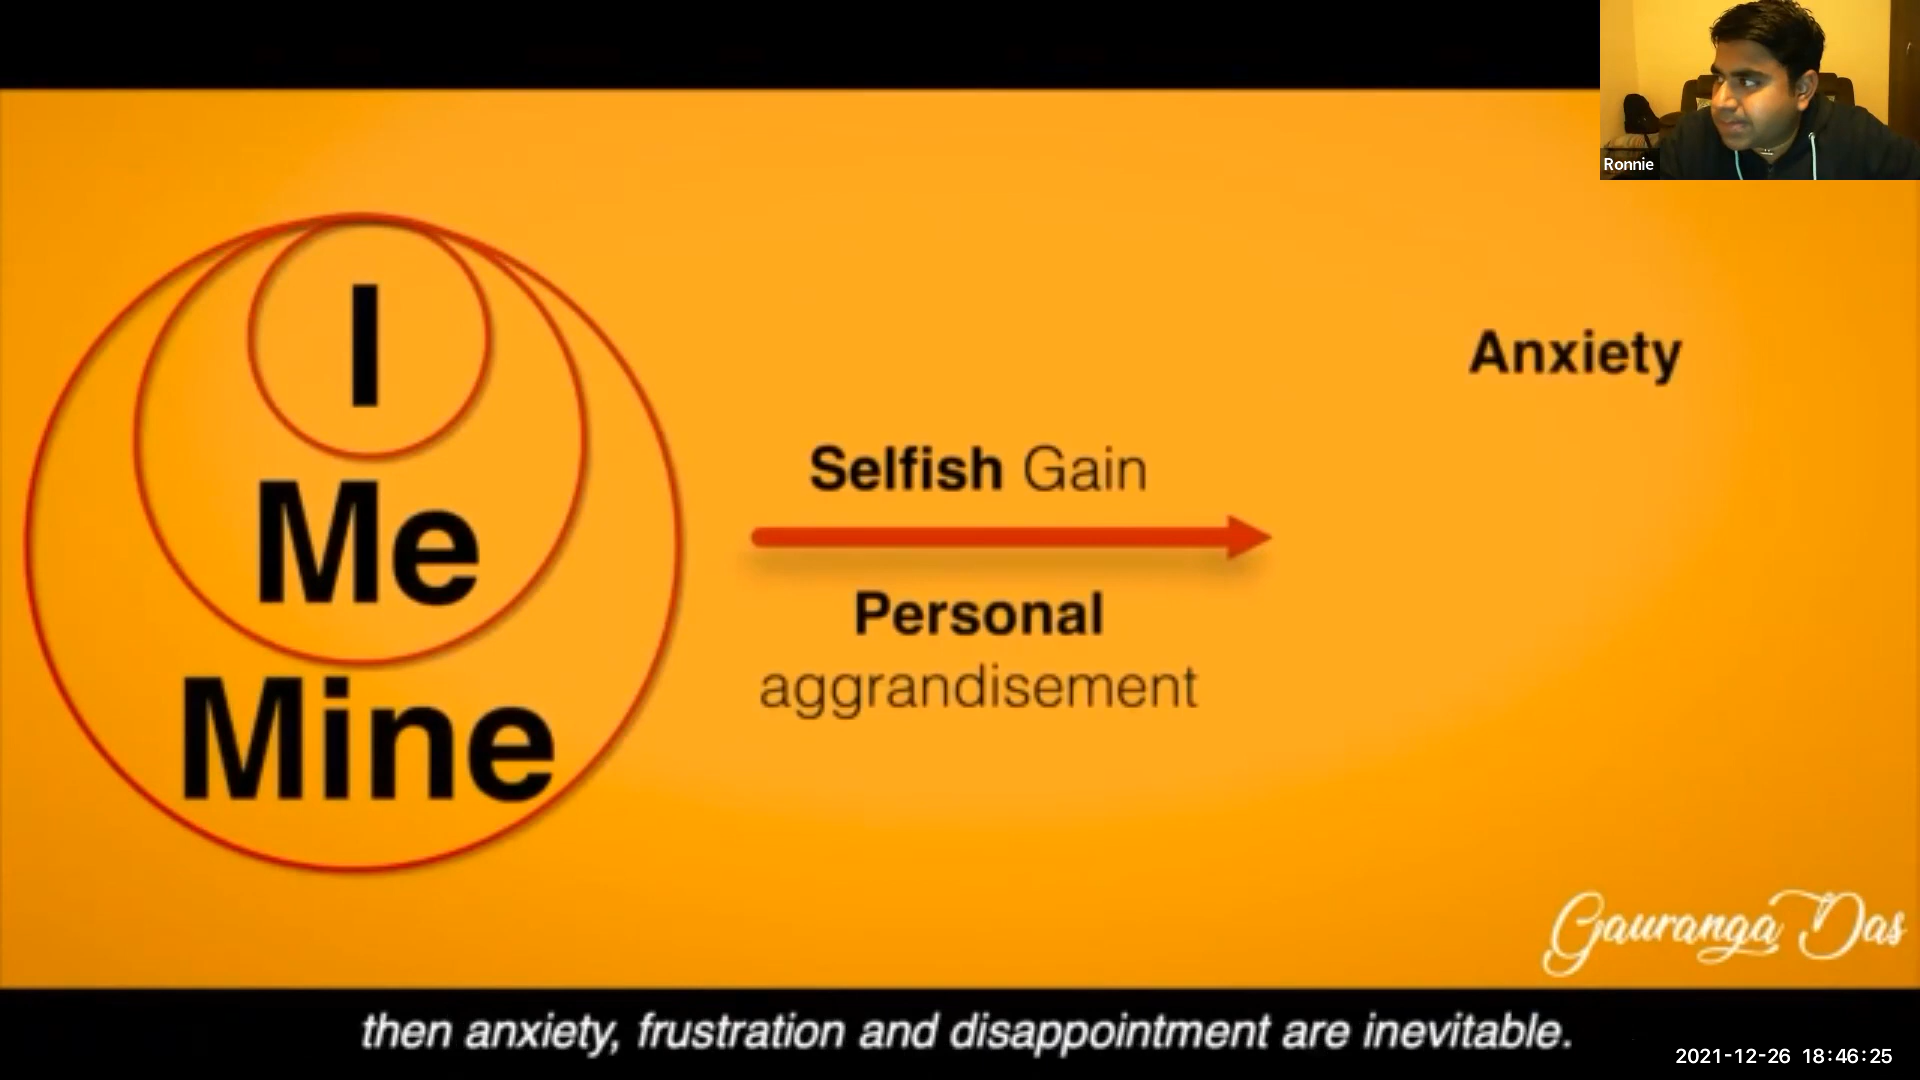 Ronnie
I
Me
Mine
Selfish Gain
Personal
aggrandisement
Anxiety
Gauranga Das
then anxiety, frustration and disappointment are inevitable.
2021-12-26 18:46:25